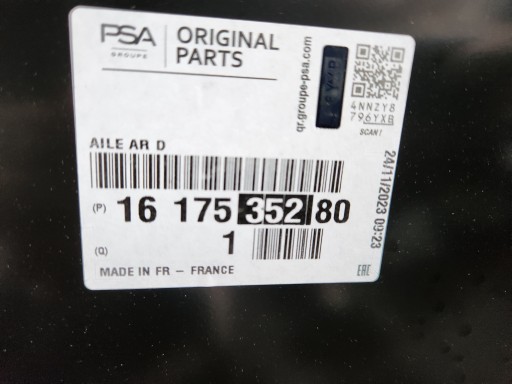 PSA
GROUPE
ORIGINAL
PARTS
qr.groupe-psa.com
4NNZY8
796YXR
SCAN!
AILE AR D
24/11/2023 09:23
(P) 16 175 352 80
(Q) 1
MADE IN FR – FRANCE
EAC